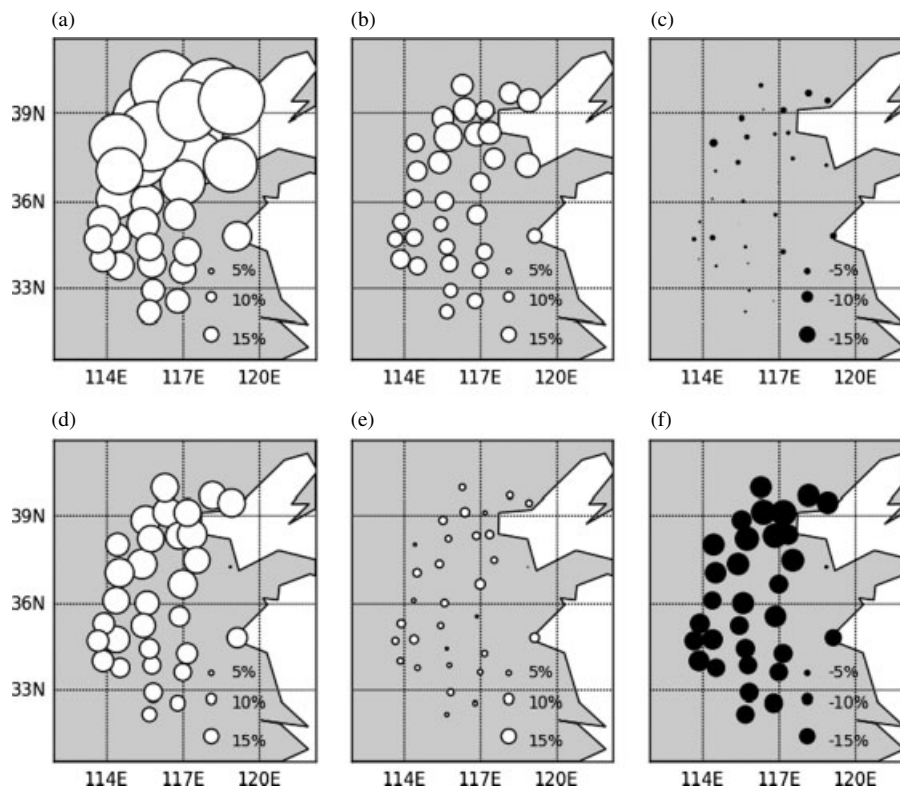 (a) (b) (c)
39N
36N
33N
5% 5% -5%
10% 10% -10%
15% 15% -15%
114E 117E 120E 114E 117E 120E 114E 117E 120E
(d) (e) (f)
39N
36N
33N
5% 5% -5%
10% 10% -10%
15% 15% -15%
114E 117E 120E 114E 117E 120E 114E 117E 120E